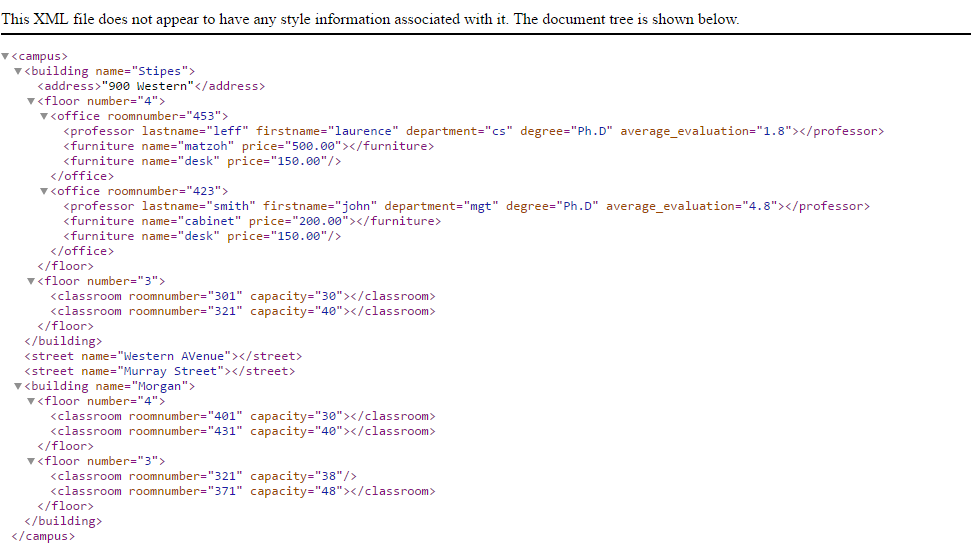 This XML file does not appear to have any style information associated with it. The document tree is shown below.
▼<campus>
▼<building name="Stipes">
<address>"900 Western"</address>
▼<floor number="4">
▼<office roomnumber="453">
<professor lastname="leff" firstname="laurence" department="cs" degree="Ph.D" average_evaluation="1.8"></professor>
<furniture name="matzoh" price="500.00"></furniture>
<furniture name="desk" price="150.00"/>
</office>
▼<office roomnumber="423">
<professor lastname="smith" firstname="john" department="mgt" degree="Ph.D" average_evaluation="4.8"></professor>
<furniture name="cabinet" price="200.00"></furniture>
<furniture name="desk" price="150.00"/>
</office>
</floor>
▼<floor number="3">
<classroom roomnumber="301" capacity="30"></classroom>
<classroom roomnumber="321" capacity="40"></classroom>
</floor>
</building>
<street name="Western AVenue"></street>
<street name="Murray Street"></street>
▼<building name="Morgan">
▼<floor number="4">
<classroom roomnumber="401" capacity="30"></classroom>
<classroom roomnumber="431" capacity="40"></classroom>
</floor>
▼<floor number="3">
<classroom roomnumber="321" capacity="38"/>
<classroom roomnumber="371" capacity="48"></classroom>
</floor>
</building>
</campus>